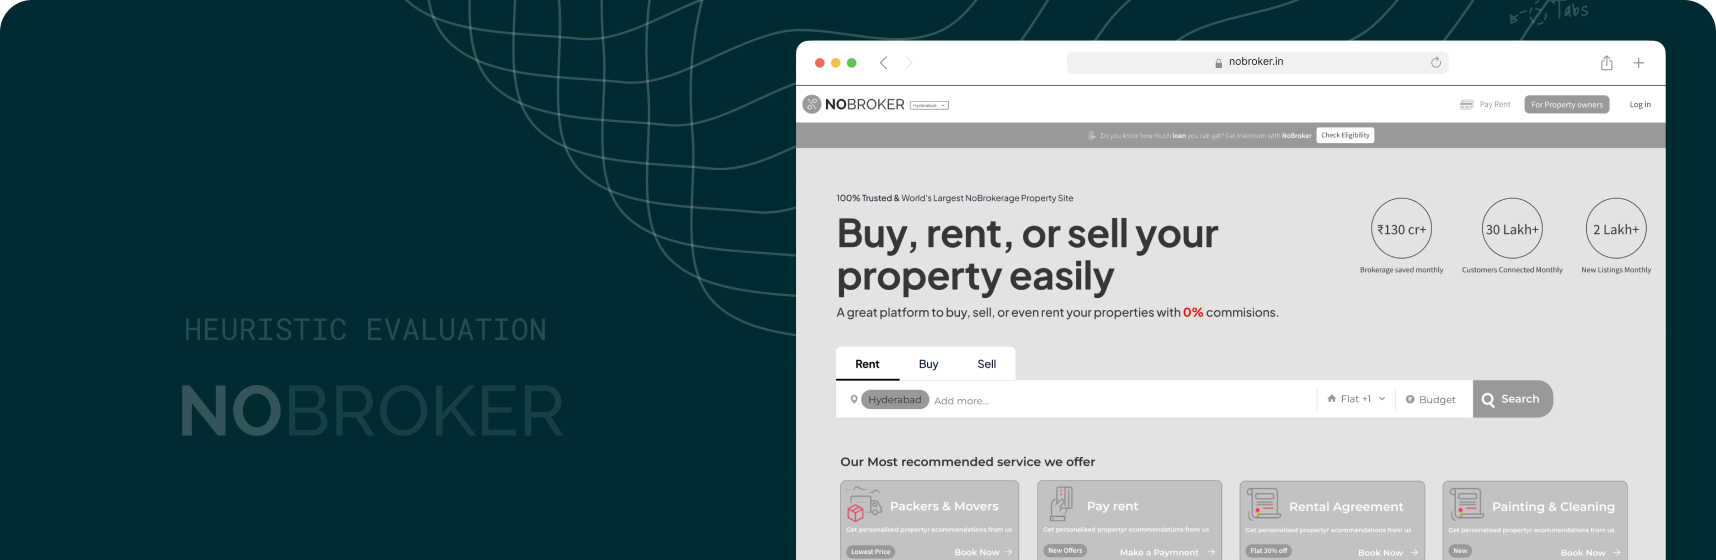 Tabs
nobroker.in
NOBROKER Hyderabad
Pay Rent For Property owners Log in
Do you know how much loan you can get? Get maximum with NoBroker Check Eligibility
100% Trusted & World's Largest NoBrokerage Property Site
Buy, rent, or sell your
property easily
A great platform to buy, sell, or even rent your properties with 0% commisions.
₹130 cr+ 30 Lakh+ 2 Lakh+
Brokerage saved monthly Customers Connected Monthly New Listings Monthly
HEURISTIC EVALUATION
NOBROKER
Rent Buy Sell
Hyderabad Add more... Flat +1 Budget Search
Our Most recommended service we offer
Packers & Movers
Get personalised propertyr ecommendations from us
Lowest Price Book Now
Pay rent
Get personalised propertyr ecommendations from us
New Offers Make a Paymnent
Rental Agreement
Get personalised propertyr ecommendations from us
Flat 30% off Book Now
Painting & Cleaning
Get personalised propertyr ecommendations from us
New Book Now